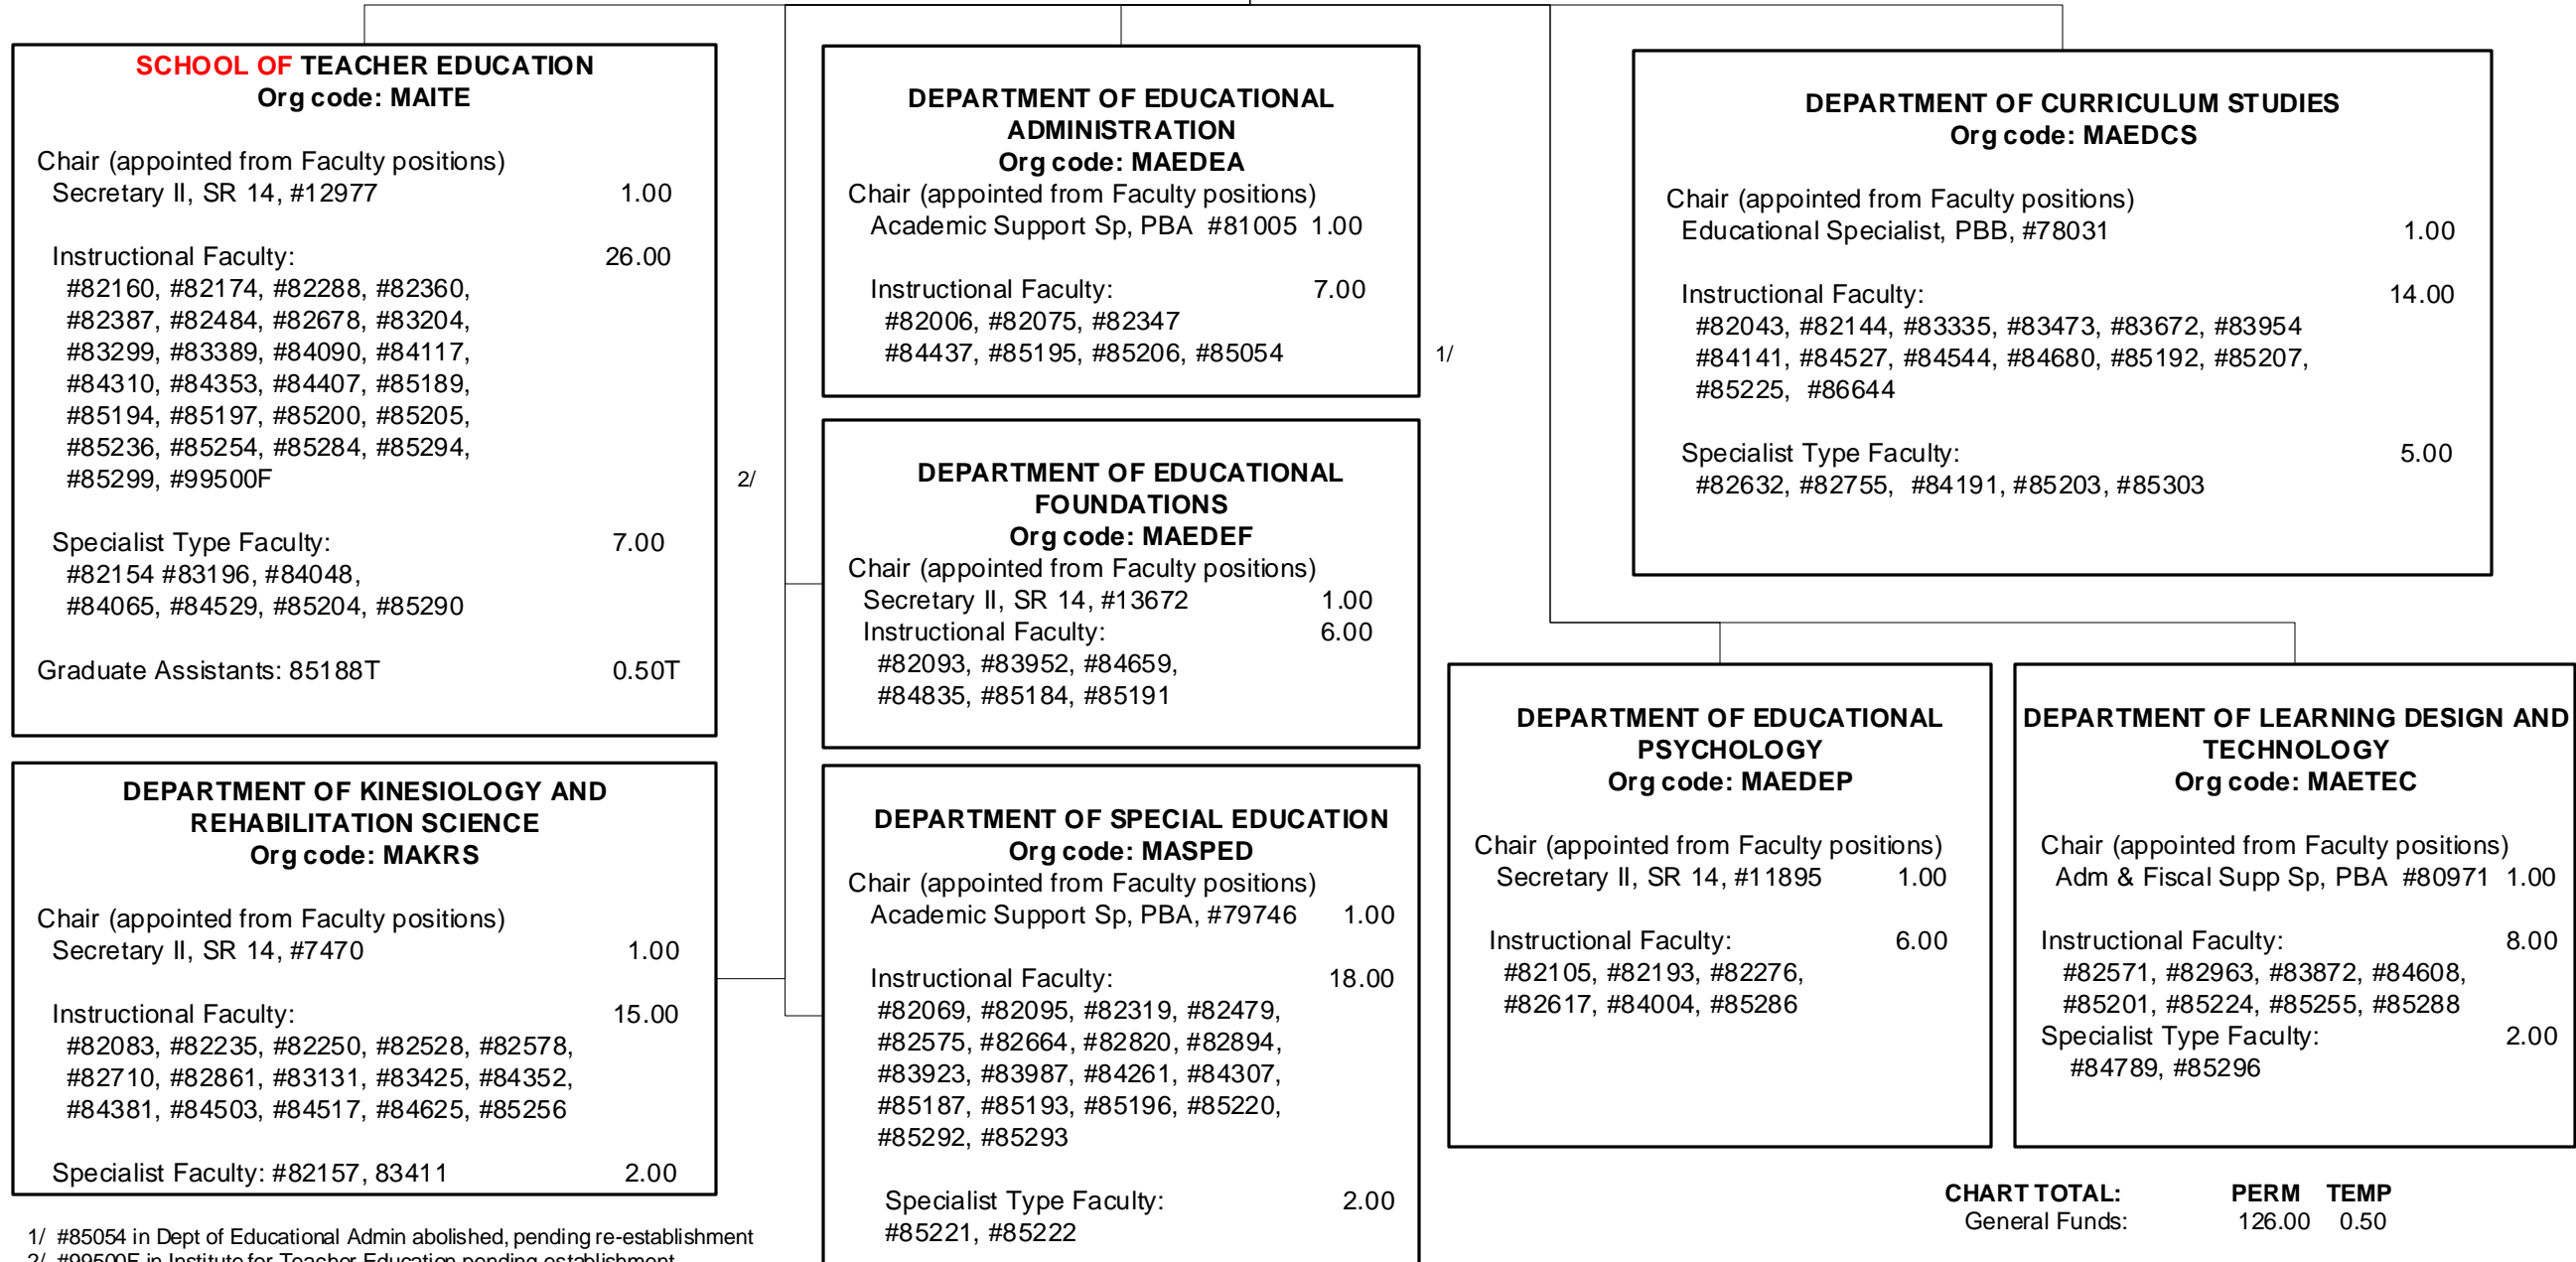 SCHOOL OF TEACHER EDUCATION
Org code: MAITE
Chair (appointed from Faculty positions)
Secretary II, SR 14, #12977 1.00
Instructional Faculty: 26.00
#82160, #82174, #82288, #82360,
#82387, #82484, #82678, #83204,
#83299, #83389, #84090, #84117,
#84310, #84353, #84407, #85189,
#85194, #85197, #85200, #85205,
#85236, #85254, #85284, #85294,
#85299, #99500F 2/
Specialist Type Faculty: 7.00
#82154 #83196, #84048,
#84065, #84529, #85204, #85290
Graduate Assistants: 85188T 0.50T
DEPARTMENT OF KINESIOLOGY AND
REHABILITATION SCIENCE
Org code: MAKRS
Chair (appointed from Faculty positions)
Secretary II, SR 14, #7470 1.00
Instructional Faculty: 15.00
#82083, #82235, #82250, #82528, #82578,
#82710, #82861, #83131, #83425, #84352,
#84381, #84503, #84517, #84625, #85256
Specialist Faculty: #82157, 83411 2.00
DEPARTMENT OF EDUCATIONAL
ADMINISTRATION
Org code: MAEDEA
Chair (appointed from Faculty positions)
Academic Support Sp, PBA #81005 1.00
Instructional Faculty: 7.00
#82006, #82075, #82347
#84437, #85195, #85206, #85054 1/
DEPARTMENT OF EDUCATIONAL
FOUNDATIONS
Org code: MAEDEF
Chair (appointed from Faculty positions)
Secretary II, SR 14, #13672 1.00
Instructional Faculty: 6.00
#82093, #83952, #84659,
#84835, #85184, #85191
DEPARTMENT OF SPECIAL EDUCATION
Org code: MASPED
Chair (appointed from Faculty positions)
Academic Support Sp, PBA, #79746 1.00
Instructional Faculty: 18.00
#82069, #82095, #82319, #82479,
#82575, #82664, #82820, #82894,
#83923, #83987, #84261, #84307,
#85187, #85193, #85196, #85220,
#85292, #85293
Specialist Type Faculty: 2.00
#85221, #85222
DEPARTMENT OF CURRICULUM STUDIES
Org code: MAEDCS
Chair (appointed from Faculty positions)
Educational Specialist, PBB, #78031 1.00
Instructional Faculty: 14.00
#82043, #82144, #83335, #83473, #83672, #83954
#84141, #84527, #84544, #84680, #85192, #85207,
#85225, #86644
Specialist Type Faculty: 5.00
#82632, #82755, #84191, #85203, #85303
DEPARTMENT OF EDUCATIONAL
PSYCHOLOGY
Org code: MAEDEP
Chair (appointed from Faculty positions)
Secretary II, SR 14, #11895 1.00
Instructional Faculty: 6.00
#82105, #82193, #82276,
#82617, #84004, #85286
DEPARTMENT OF LEARNING DESIGN AND
TECHNOLOGY
Org code: MAETEC
Chair (appointed from Faculty positions)
Adm & Fiscal Supp Sp, PBA #80971 1.00
Instructional Faculty: 8.00
#82571, #82963, #83872, #84608,
#85201, #85224, #85255, #85288
Specialist Type Faculty: 2.00
#84789, #85296
CHART TOTAL: PERM TEMP
General Funds: 126.00 0.50
1/ #85054 in Dept of Educational Admin abolished, pending re-establishment
2/ #99500F in Institute for Teacher Education pending establishment